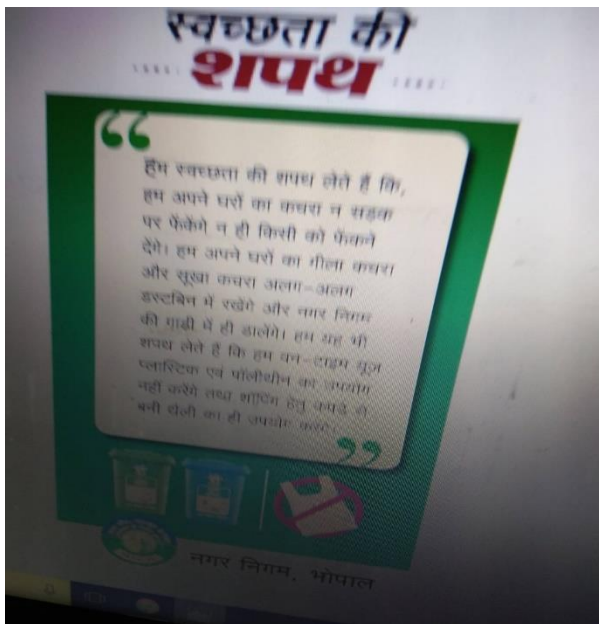 स्वच्छता की
शपथ
हम स्वच्छता की शपथ लेते हैं कि,
हम अपने घरों का कचरा न सड़क
पर फेंकेंगे न ही किसी को फेंकने
देंगे। हम अपने घरों का गीला कचरा
और सूखा कचरा अलग-अलग
डस्टबिन में रखेंगे और नगर निगम
की गाड़ी में ही डालेंगे। हम यह भी
शपथ लेते हैं कि हम वन-टाइम यूज़
प्लास्टिक एवं पॉलीथीन का उपयोग
नहीं करेंगे तथा शॉपिंग हेतु कपड़े से
बनी थैली का ही उपयोग करेंगे।
नगर निगम, भोपाल